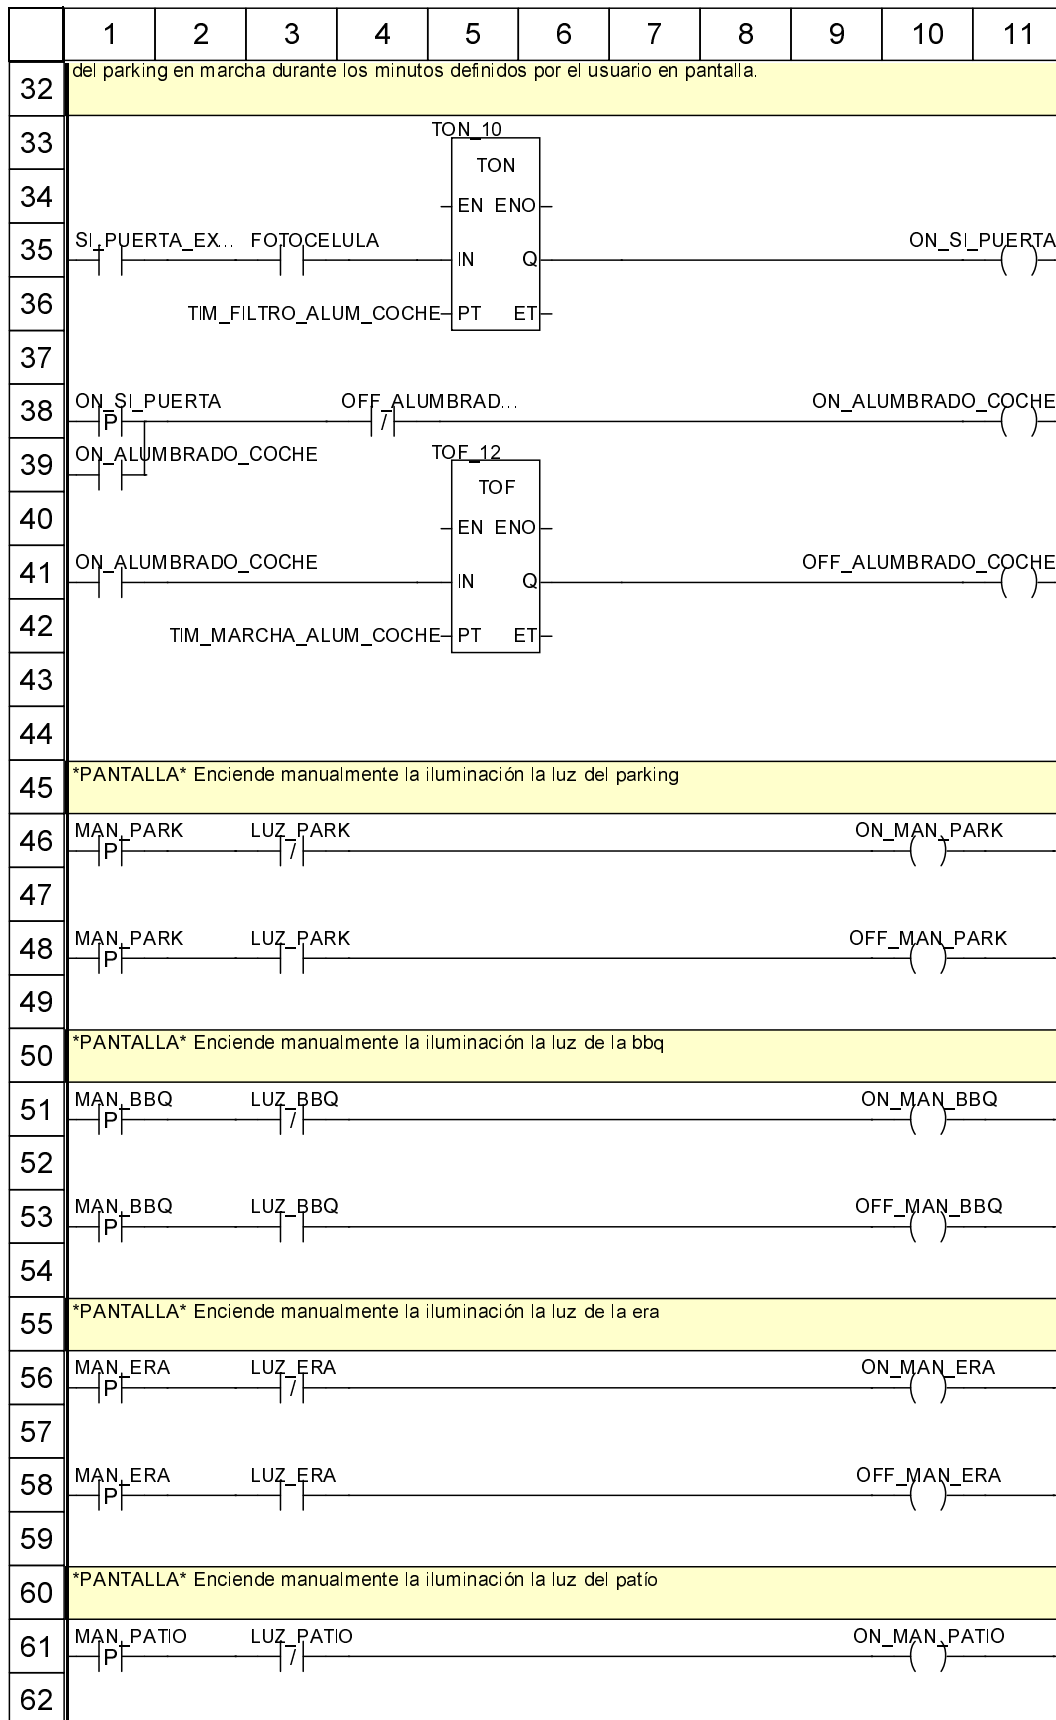 1 2 3 4 5 6 7 8 9 10 11
32 del parking en marcha durante los minutos definidos por el usuario en pantalla.
33 TON_10
TON
34 EN ENO
35 SI_PUERTA_EX... FOTOCELULA IN Q ON_SI_PUERTA
36 TIM_FILTRO_ALUM_COCHE PT ET
37
38 ON_SI_PUERTA OFF_ALUMBRAD... ON_ALUMBRADO_COCHE
P /
39 ON_ALUMBRADO_COCHE TOF_12
TOF
40 EN ENO
41 ON_ALUMBRADO_COCHE IN Q OFF_ALUMBRADO_COCHE
42 TIM_MARCHA_ALUM_COCHE PT ET
43
44
45 *PANTALLA* Enciende manualmente la iluminación la luz del parking
46 MAN_PARK LUZ_PARK ON_MAN_PARK
P /
47
48 MAN_PARK LUZ_PARK OFF_MAN_PARK
P
49
50 *PANTALLA* Enciende manualmente la iluminación la luz de la bbq
51 MAN_BBQ LUZ_BBQ ON_MAN_BBQ
P /
52
53 MAN_BBQ LUZ_BBQ OFF_MAN_BBQ
P
54
55 *PANTALLA* Enciende manualmente la iluminación la luz de la era
56 MAN_ERA LUZ_ERA ON_MAN_ERA
P /
57
58 MAN_ERA LUZ_ERA OFF_MAN_ERA
P
59
60 *PANTALLA* Enciende manualmente la iluminación la luz del patío
61 MAN_PATIO LUZ_PATIO ON_MAN_PATIO
P /
62